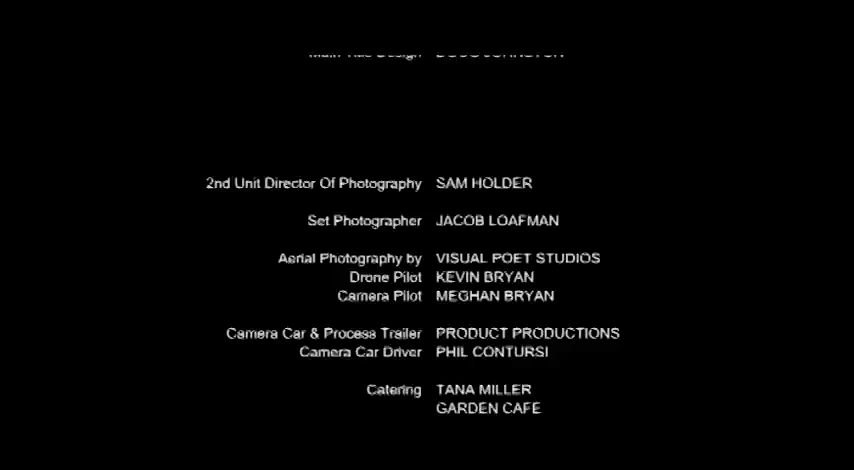 2nd Unit Director Of Photography SAM HOLDER
Set Photographer JACOB LOAFMAN
Aerial Photography by VISUAL POET STUDIOS
Drone Pilot KEVIN BRYAN
Camera Pilot MEGHAN BRYAN
Camera Car & Process Trailer PRODUCT PRODUCTIONS
Camera Car Driver PHIL CONTURSI
Catering TANA MILLER
GARDEN CAFE